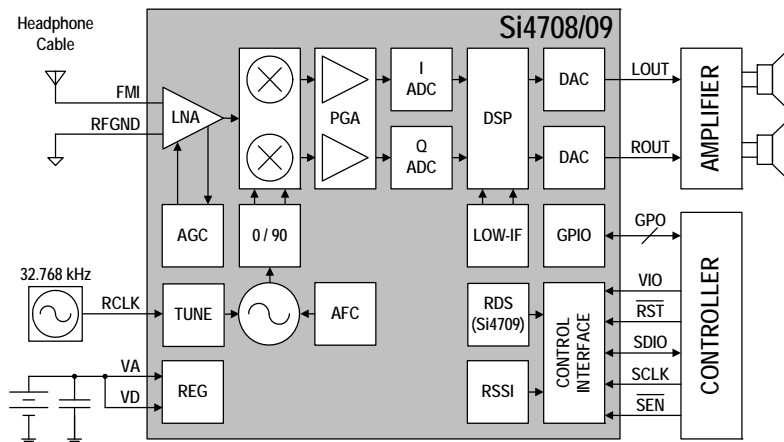 Si4708/09
Headphone
Cable
FMI
RFGND
LNA
PGA
I
ADC
Q
ADC
DSP
DAC
DAC
LOUT
ROUT
AMPLIFIER
AGC
0 / 90
LOW-IF
GPIO
GPO
32.768 kHz
RCLK
TUNE
AFC
RDS
(Si4709)
RSSI
CONTROL
INTERFACE
VIO
RST
SDIO
SCLK
SEN
CONTROLLER
VA
VD
REG